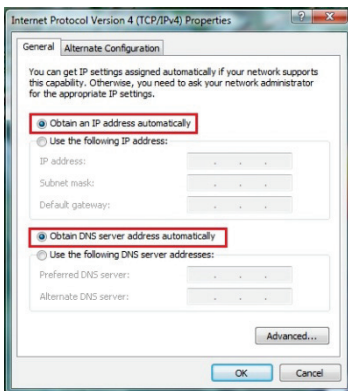 Internet Protocol Version 4 (TCP/IPv4) Properties
General
Alternate Configuration
You can get IP settings assigned automatically if your network supports
this capability. Otherwise, you need to ask your network administrator
for the appropriate IP settings.
Obtain an IP address automatically
Use the following IP address:
IP address:
Subnet mask:
Default gateway:
Obtain DNS server address automatically
Use the following DNS server addresses:
Preferred DNS server:
Alternate DNS server:
Advanced...
OK
Cancel